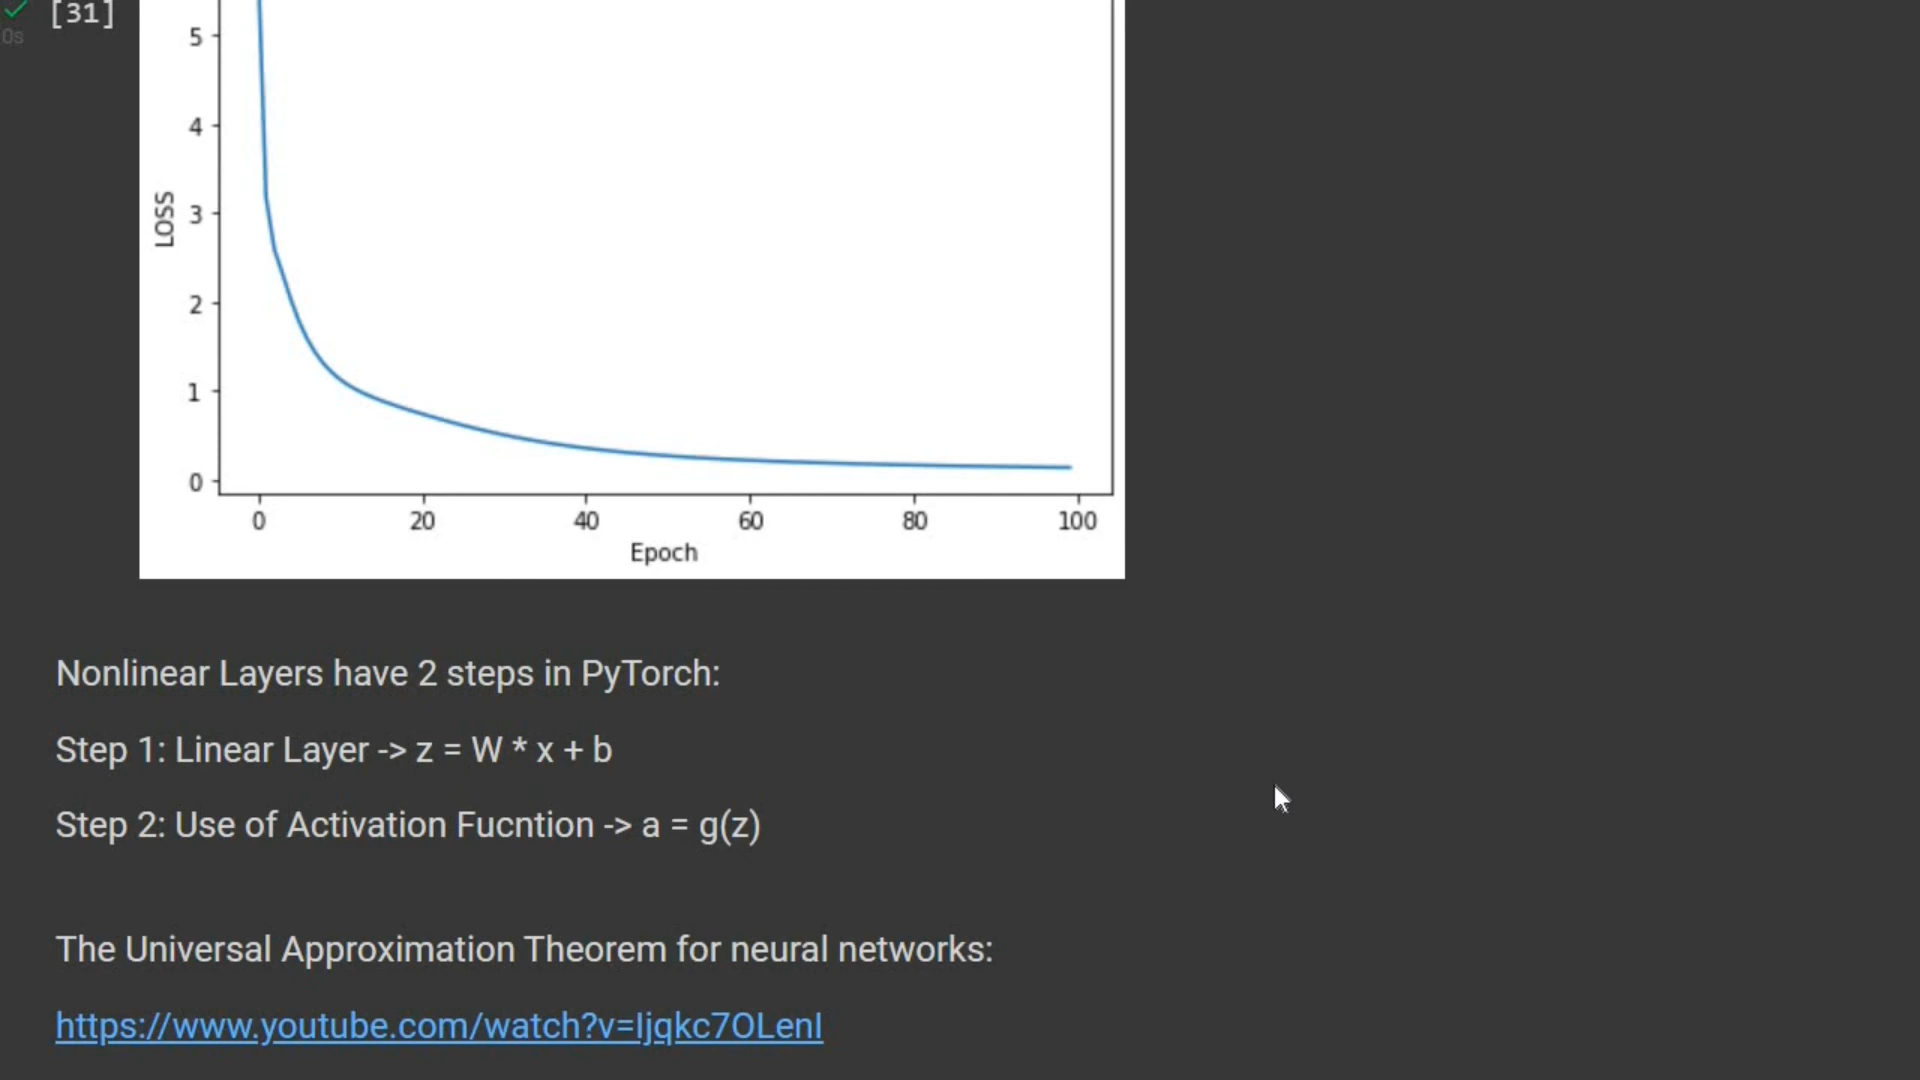 [31]
0s
5
4
3
2
1
0
LOSS
0 20 40 60 80 100
Epoch
Nonlinear Layers have 2 steps in PyTorch:
Step 1: Linear Layer -> z = W * x + b
Step 2: Use of Activation Fucntion -> a = g(z)
The Universal Approximation Theorem for neural networks:
https://www.youtube.com/watch?v=Ijqkc7OLenI